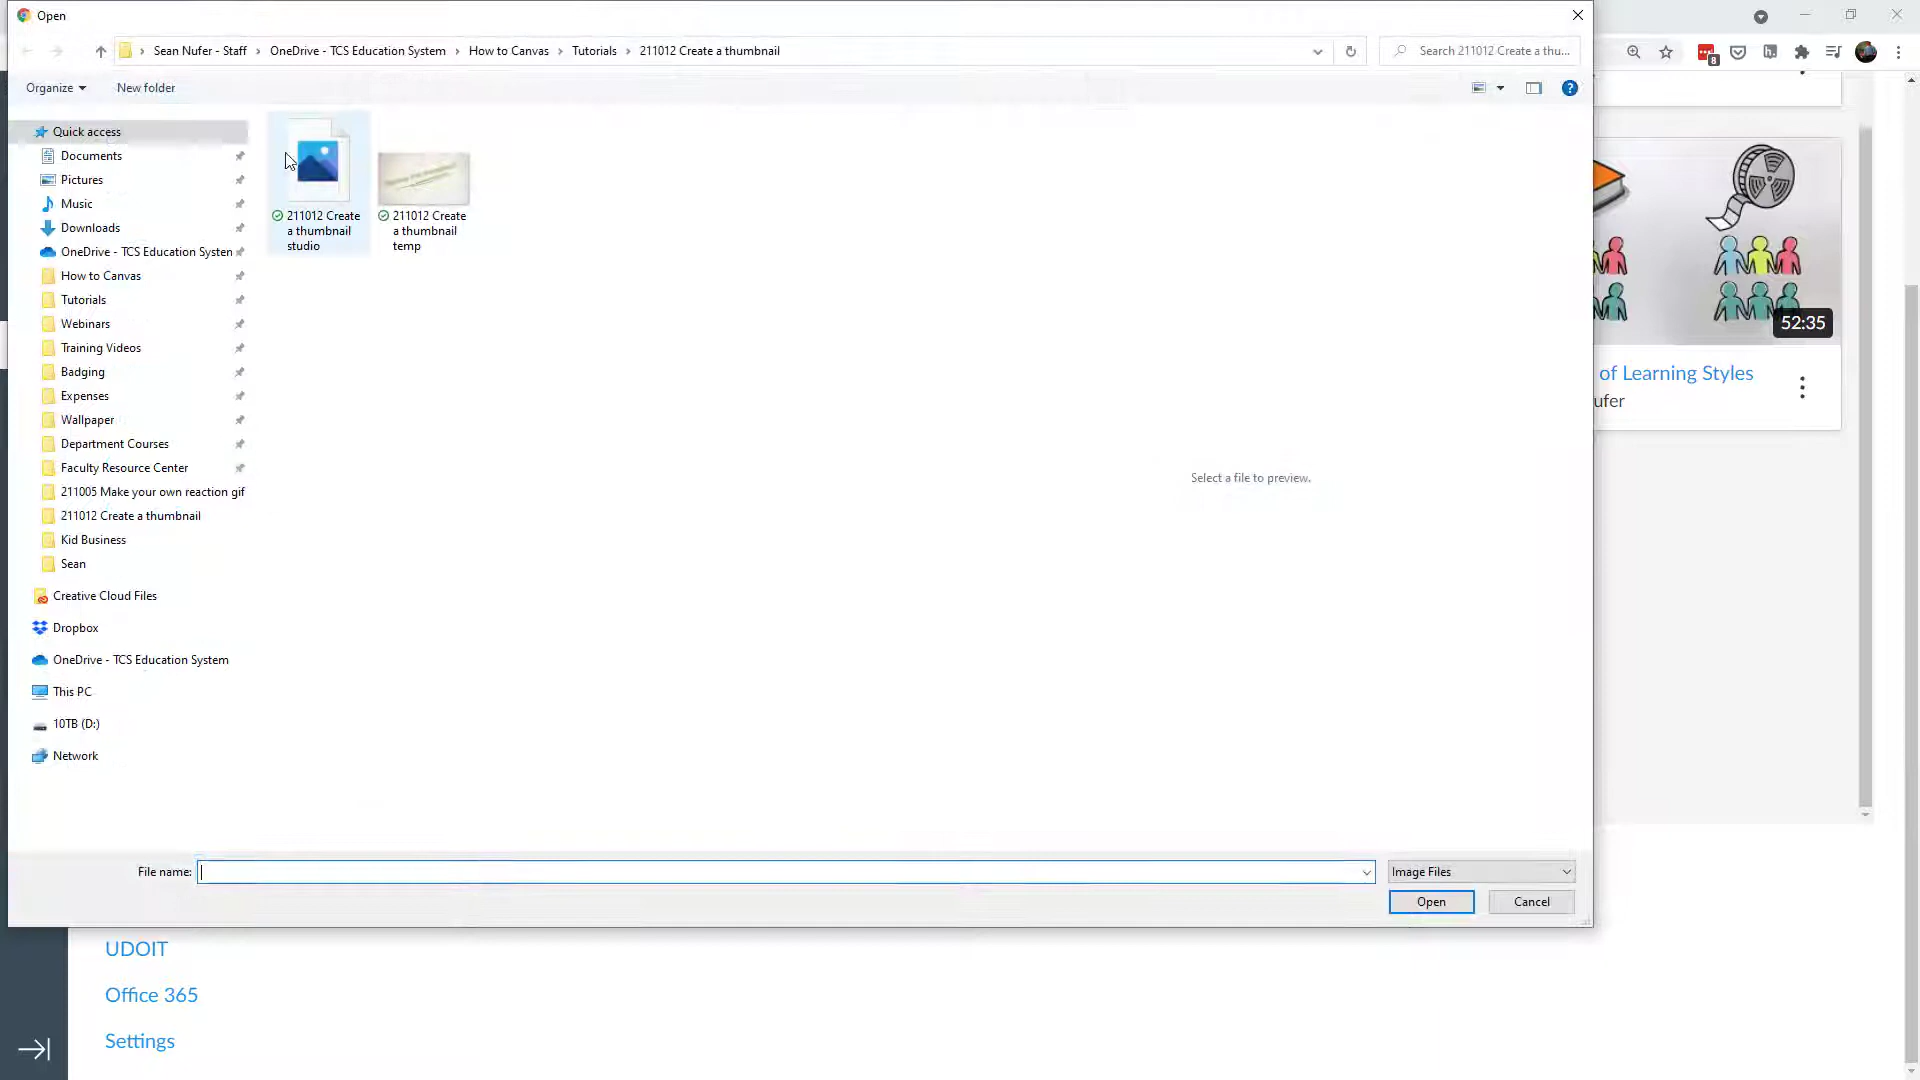 Open
Sean Nufer - Staff
OneDrive - TCS Education System
How to Canvas
Tutorials
211012 Create a thumbnail
Search 211012 Create a thu...
8
Organize
New folder
?
Quick access
Documents
Pictures
Music
Downloads
OneDrive - TCS Education System
How to Canvas
Tutorials
Webinars
Training Videos
Badging
Expenses
Wallpaper
Department Courses
Faculty Resource Center
211005 Make your own reaction gif
211012 Create a thumbnail
Kid Business
Sean
Creative Cloud Files
Dropbox
OneDrive - TCS Education System
This PC
10TB (D:)
Network
211012 Create
a thumbnail
studio
211012 Create
a thumbnail
temp
Select a file to preview.
52:35
of Learning Styles
ufer
File name:
Image Files
Open
Cancel
UDOIT
Office 365
Settings